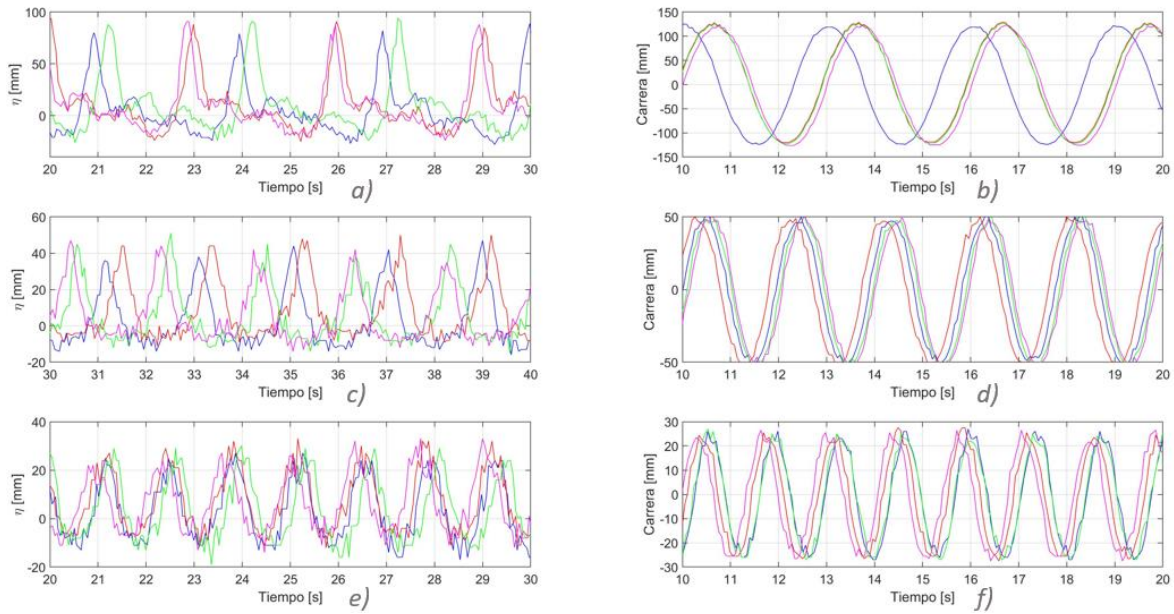 100
50
0
η [mm]
20 21 22 23 24 25 26 27 28 29 30
Tiempo [s]
a)
150
100
50
0
-50
-100
-150
Carrera [mm]
10 11 12 13 14 15 16 17 18 19 20
Tiempo [s]
b)
60
40
20
0
-20
η [mm]
30 31 32 33 34 35 36 37 38 39 40
Tiempo [s]
c)
50
0
-50
Carrera [mm]
10 11 12 13 14 15 16 17 18 19 20
Tiempo [s]
d)
40
20
0
-20
η [mm]
20 21 22 23 24 25 26 27 28 29 30
Tiempo [s]
e)
30
20
10
0
-10
-20
-30
Carrera [mm]
10 11 12 13 14 15 16 17 18 19 20
Tiempo [s]
f)